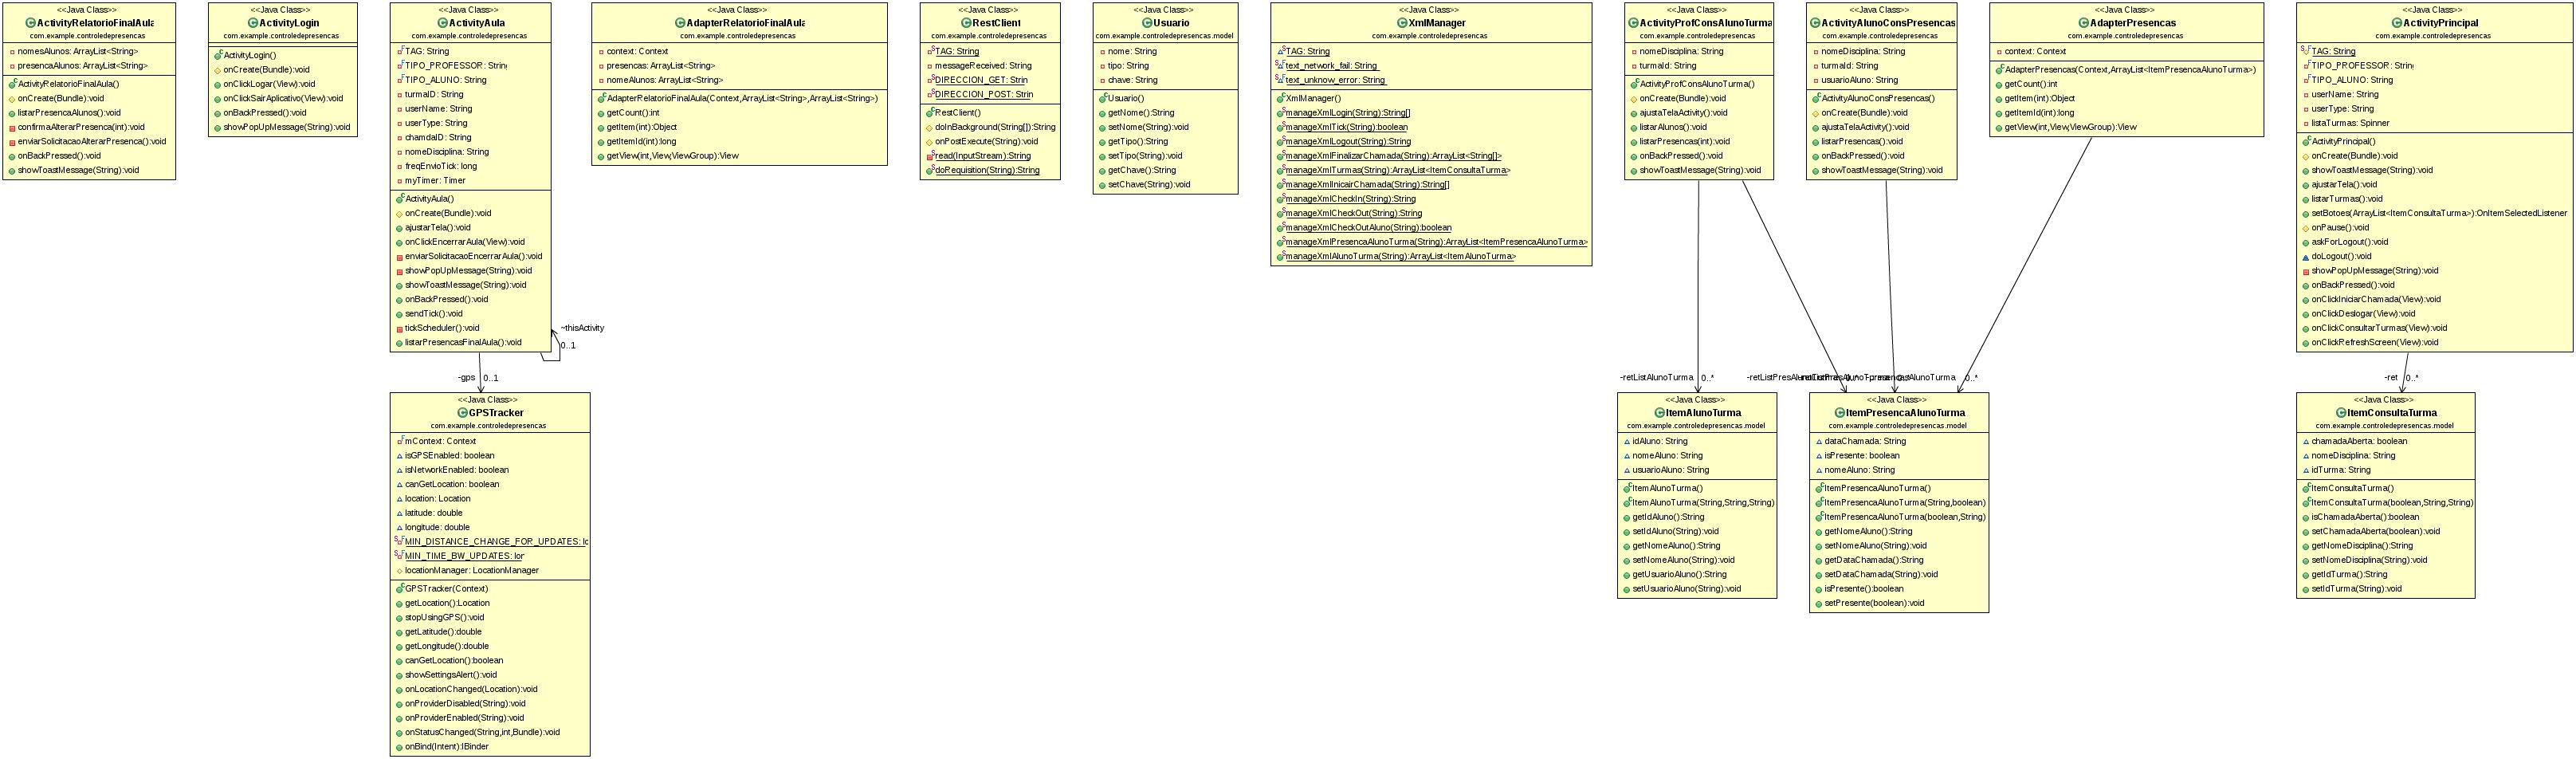 <<Java Class>>
ActivityRelatorioFinalAula
com.example.controledepresencas
nomesAlunos: ArrayList<String>
presencaAlunos: ArrayList<String>
ActivityRelatorioFinalAula()
onCreate(Bundle):void
listarPresencaAlunos():void
confirmaAlterarPresenca(int):void
enviarSolicitacaoAlterarPresenca():void
onBackPressed():void
showToastMessage(String):void
<<Java Class>>
ActivityLogin
com.example.controledepresencas
ActivityLogin()
onCreate(Bundle):void
onClickLogar(View):void
onClickSairAplicativo(View):void
onBackPressed():void
showPopUpMessage(String):void
<<Java Class>>
ActivityAula
com.example.controledepresencas
TAG: String
TIPO_PROFESSOR: String
TIPO_ALUNO: String
turmaID: String
userName: String
userType: String
chamdaID: String
nomeDisciplina: String
freqEnvioTick: long
myTimer: Timer
ActivityAula()
onCreate(Bundle):void
ajustarTela():void
onClickEncerrarAula(View):void
enviarSolicitacaoEncerrarAula():void
showPopUpMessage(String):void
showToastMessage(String):void
onBackPressed():void
sendTick():void
tickScheduler():void
listarPresencasFinalAula():void
~thisActivity
0..1
-gps 0..1
<<Java Class>>
GPSTracker
com.example.controledepresencas
mContext: Context
isGPSEnabled: boolean
isNetworkEnabled: boolean
canGetLocation: boolean
location: Location
latitude: double
longitude: double
MIN_DISTANCE_CHANGE_FOR_UPDATES: lo
MIN_TIME_BW_UPDATES: lor
locationManager: LocationManager
GPSTracker(Context)
getLocation():Location
stopUsingGPS():void
getLatitude():double
getLongitude():double
canGetLocation():boolean
showSettingsAlert():void
onLocationChanged(Location):void
onProviderDisabled(String):void
onProviderEnabled(String):void
onStatusChanged(String,int,Bundle):void
onBind(Intent):IBinder
<<Java Class>>
AdapterRelatorioFinalAula
com.example.controledepresencas
context: Context
presencas: ArrayList<String>
nomeAlunos: ArrayList<String>
AdapterRelatorioFinalAula(Context,ArrayList<String>,ArrayList<String>)
getCount():int
getItem(int):Object
getItemId(int):long
getView(int,View,ViewGroup):View
<<Java Class>>
RestClient
com.example.controledepresencas
TAG: String
messageReceived: String
DIRECCION_GET: Strin
DIRECCION_POST: Strin
RestClient()
doInBackground(String[]):String
onPostExecute(String):void
read(InputStream):String
doRequisition(String):String
<<Java Class>>
Usuario
com.example.controledepresencas.model
nome: String
tipo: String
chave: String
Usuario()
getNome():String
setNome(String):void
getTipo():String
setTipo(String):void
getChave():String
setChave(String):void
<<Java Class>>
XmlManager
com.example.controledepresencas
TAG: String
text_network_fail: String
text_unknow_error: String
XmlManager()
manageXmlLogin(String):String[]
manageXmlTick(String):boolean
manageXmlLogout(String):String
manageXmlFinalizarChamada(String):ArrayList<String[]>
manageXmlTurmas(String):ArrayList<ItemConsultaTurma>
manageXmlInicairChamada(String):String[]
manageXmlCheckIn(String):String
manageXmlCheckOut(String):String
manageXmlCheckOutAluno(String):boolean
manageXmlPresencaAlunoTurma(String):ArrayList<ItemPresencaAlunoTurma>
manageXmlAlunoTurma(String):ArrayList<ItemAlunoTurma>
<<Java Class>>
ActivityProfConsAlunoTurma
com.example.controledepresencas
nomeDisciplina: String
turmaId: String
ActivityProfConsAlunoTurma()
onCreate(Bundle):void
ajustaTelaActivity():void
listarAlunos():void
listarPresencas(int):void
onBackPressed():void
showToastMessage(String):void
<<Java Class>>
ActivityAlunoConsPresencas
com.example.controledepresencas
nomeDisciplina: String
turmaId: String
usuarioAluno: String
ActivityAlunoConsPresencas()
onCreate(Bundle):void
ajustaTelaActivity():void
listarPresencas():void
onBackPressed():void
showToastMessage(String):void
<<Java Class>>
AdapterPresencas
com.example.controledepresencas
context: Context
AdapterPresencas(Context,ArrayList<ItemPresencaAlunoTurma>)
getCount():int
getItem(int):Object
getItemId(int):long
getView(int,View,ViewGroup):View
-retListAlunoTurma 0..*
0..*
<<Java Class>>
ItemAlunoTurma
com.example.controledepresencas.model
idAluno: String
nomeAluno: String
usuarioAluno: String
ItemAlunoTurma()
ItemAlunoTurma(String,String,String)
getIdAluno():String
setIdAluno(String):void
getNomeAluno():String
setNomeAluno(String):void
getUsuarioAluno():String
setUsuarioAluno(String):void
<<Java Class>>
ItemPresencaAlunoTurma
com.example.controledepresencas.model
dataChamada: String
isPresente: boolean
nomeAluno: String
ItemPresencaAlunoTurma()
ItemPresencaAlunoTurma(String,boolean)
ItemPresencaAlunoTurma(boolean,String)
getNomeAluno():String
setNomeAluno(String):void
getDataChamada():String
setDataChamada(String):void
isPresente():boolean
setPresente(boolean):void
<<Java Class>>
ActivityPrincipal
com.example.controledepresencas
TAG: String
TIPO_PROFESSOR: String
TIPO_ALUNO: String
userName: String
userType: String
listaTurmas: Spinner
ActivityPrincipal()
onCreate(Bundle):void
showToastMessage(String):void
ajustarTela():void
listarTurmas():void
setBotoes(ArrayList<ItemConsultaTurma>):OnItemSelectedListener
onPause():void
askForLogout():void
doLogout():void
showPopUpMessage(String):void
onBackPressed():void
onClickIniciarChamada(View):void
onClickDeslogar(View):void
onClickConsultarTurmas(View):void
onClickRefreshScreen(View):void
-ret 0..*
<<Java Class>>
ItemConsultaTurma
com.example.controledepresencas.model
chamadaAberta: boolean
nomeDisciplina: String
idTurma: String
ItemConsultaTurma()
ItemConsultaTurma(boolean,String,String)
isChamadaAberta():boolean
setChamadaAberta(boolean):void
getNomeDisciplina():String
setNomeDisciplina(String):void
getIdTurma():String
setIdTurma(String):void